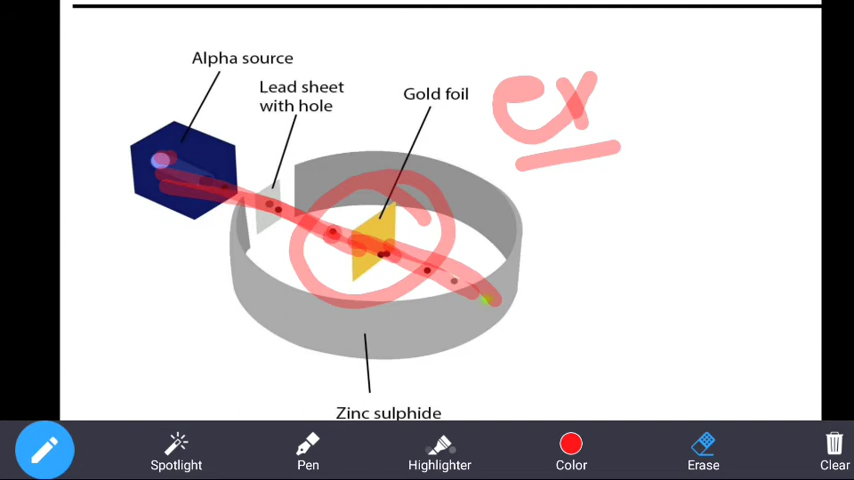 Alpha source
Lead sheet
with hole
Gold foil
Zinc sulphide
Spotlight
Pen
Highlighter
Color
Erase
Clear